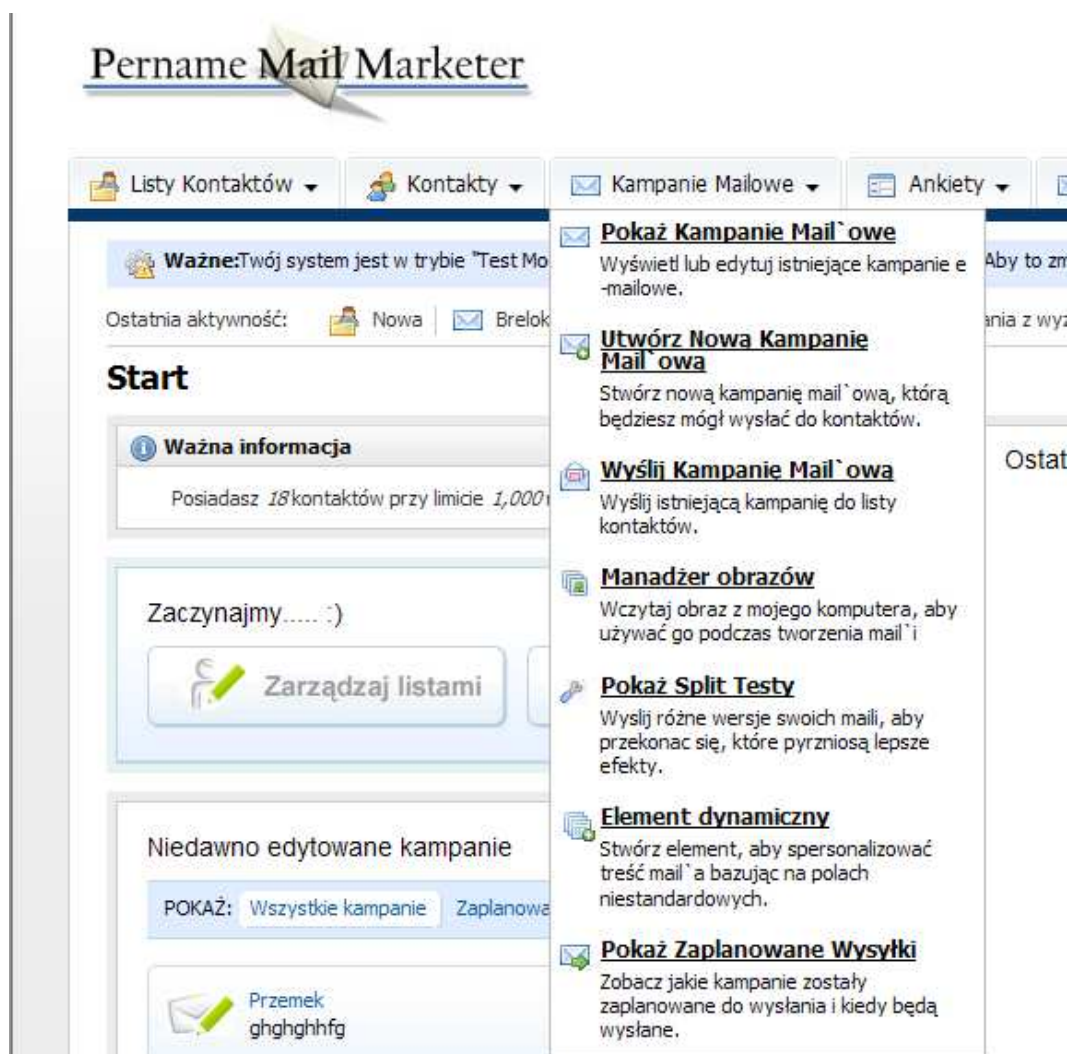 Pername Mail Marketer
Listy Kontaktów
Kontakty
Kampanie Mailowe
Ankiety
Ważne:Twój system jest w trybie "Test Mo
Aby to zm
Ostatnia aktywność:
Nowa
Brelok
ania z wyz
Start
Ważna informacja
Posiadasz 18 kontaktów przy limicie 1,000
Ostat
Zaczynajmy..... :)
Zarządzaj listami
Niedawno edytowane kampanie
POKAŻ: Wszystkie kampanie Zaplanowa
Przemek
ghghghhfg
Pokaż Kampanie Mail`owe
Wyświetl lub edytuj istniejące kampanie e
-mailowe.
Utwórz Nową Kampanię
Mail`ową
Stwórz nową kampanię mail`ową, którą
będziesz mógł wysłać do kontaktów.
Wyślij Kampanię Mail`ową
Wyślij istniejącą kampanię do listy
kontaktów.
Manadżer obrazów
Wczytaj obraz z mojego komputera, aby
używać go podczas tworzenia mail`i
Pokaż Split Testy
Wyslij różne wersje swoich maili, aby
przekonac się, które pyrzniosą lepsze
efekty.
Element dynamiczny
Stwórz element, aby spersonalizować
treść mail`a bazując na polach
niestandardowych.
Pokaż Zaplanowane Wysyłki
Zobacz jakie kampanie zostały
zaplanowane do wysłania i kiedy będą
wysłane.